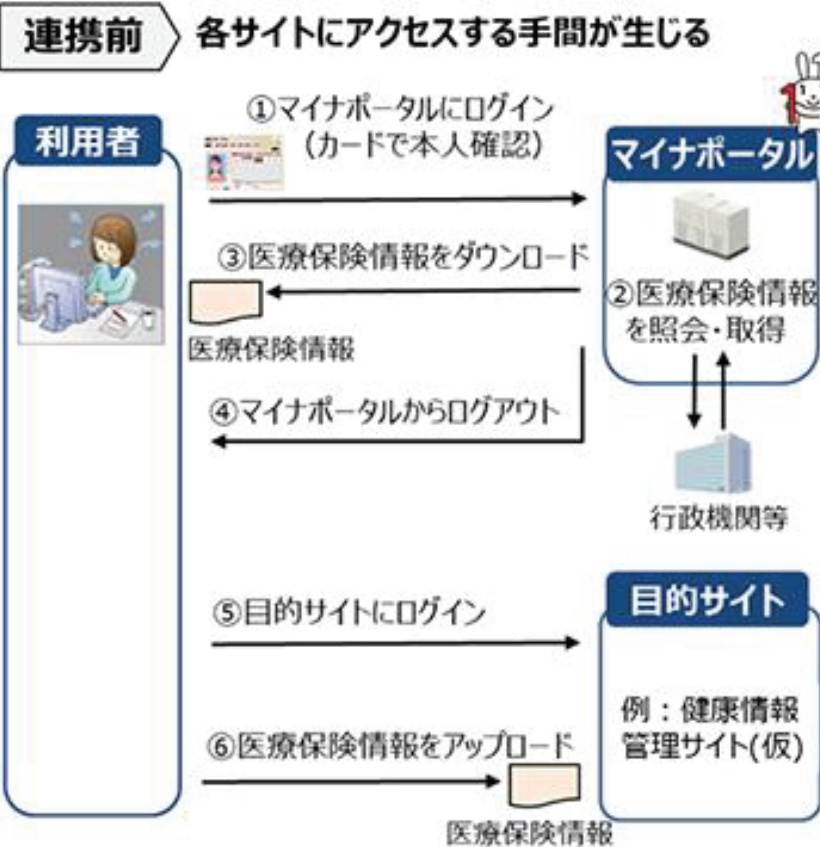 連携前
各サイトにアクセスする手間が生じる
利用者
①マイナポータルにログイン
(カードで本人確認)
マイナポータル
③医療保険情報をダウンロード
医療保険情報
②医療保険情報
を照会・取得
④マイナポータルからログアウト
行政機関等
⑤目的サイトにログイン
目的サイト
例：健康情報
管理サイト(仮)
⑥医療保険情報をアップロード
医療保険情報